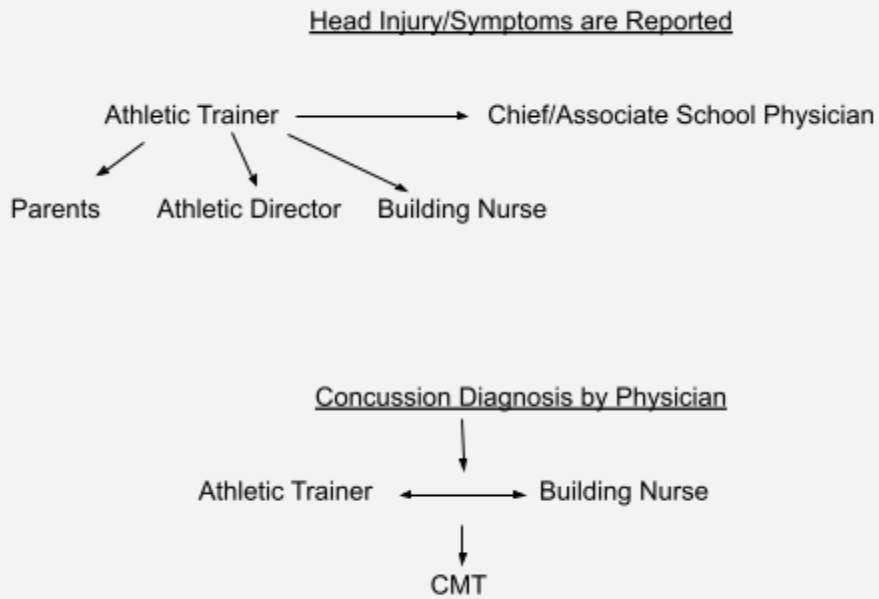 Head Injury/Symptoms are Reported
Athletic Trainer Chief/Associate School Physician
Parents Athletic Director Building Nurse
Concussion Diagnosis by Physician
Athletic Trainer Building Nurse
CMT